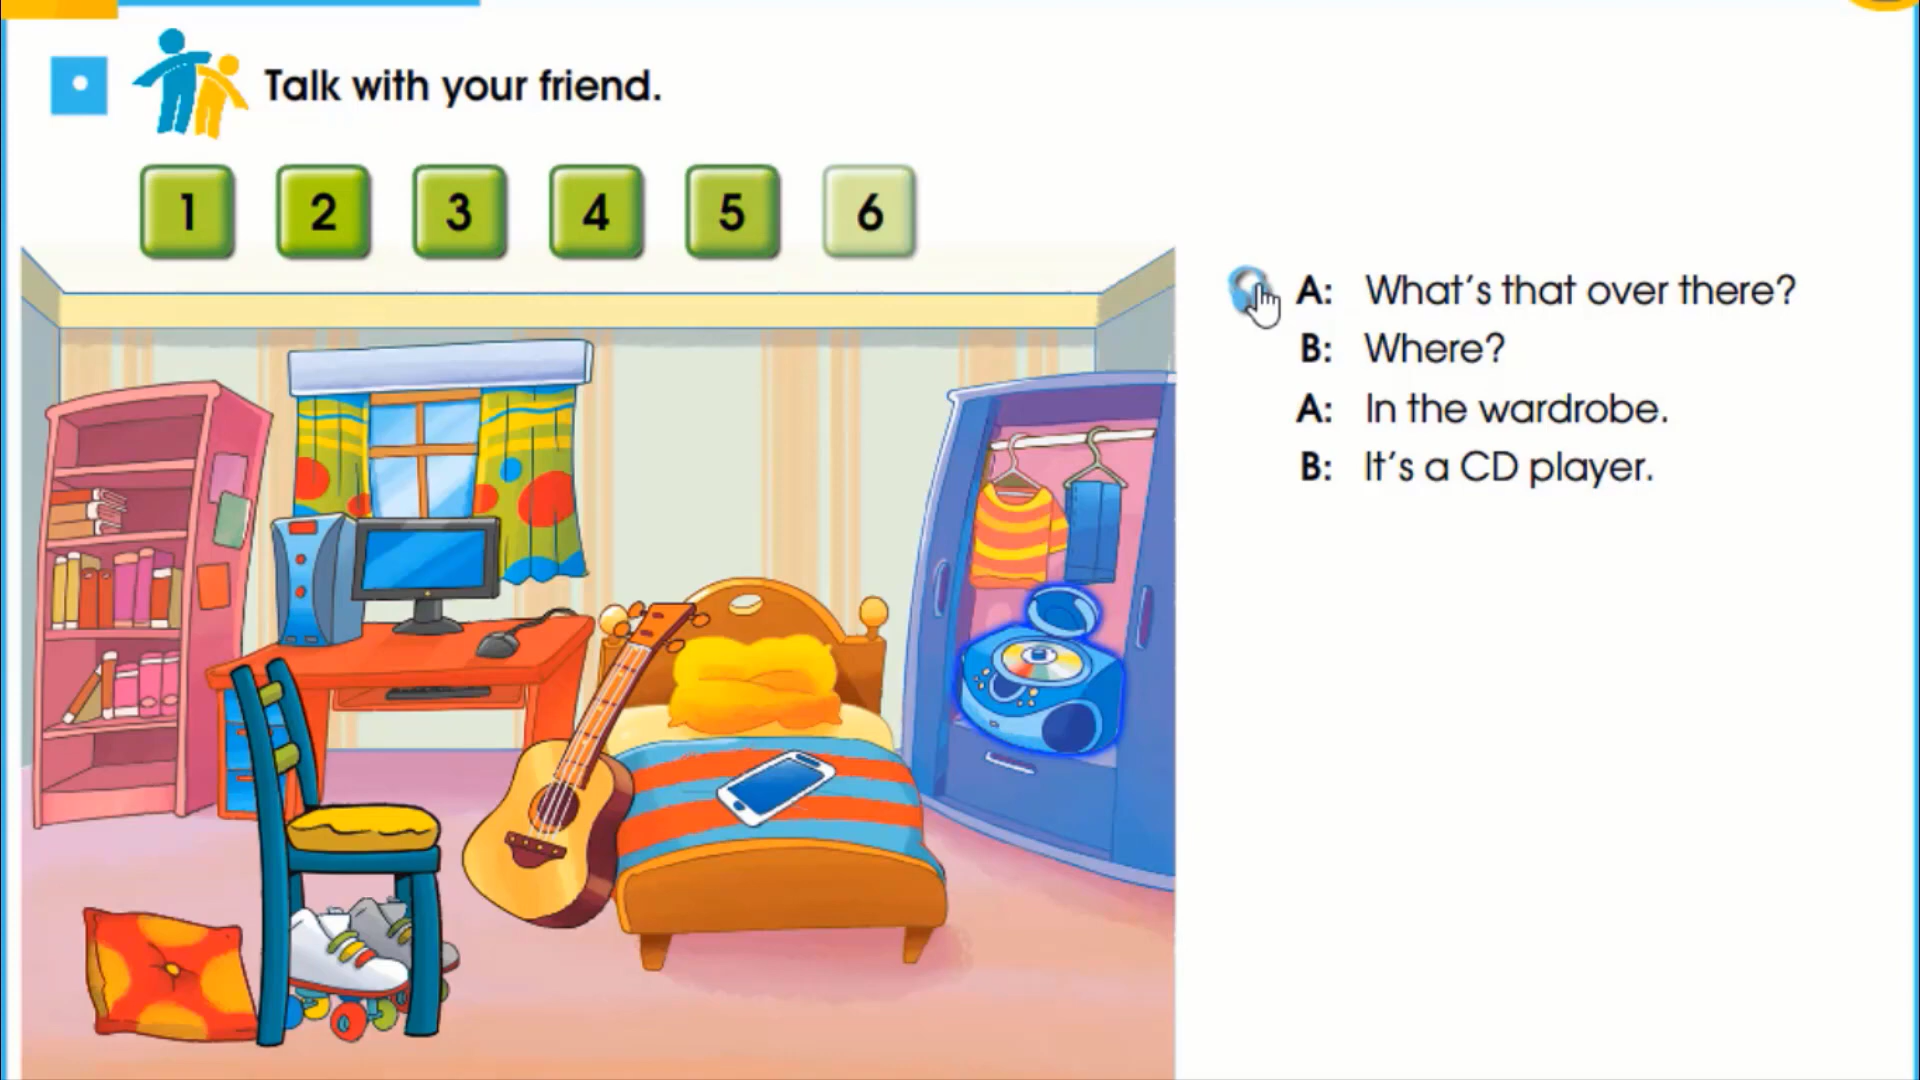 Talk with your friend.
1 2 3 4 5 6
A: What's that over there?
B: Where?
A: In the wardrobe.
B: It's a CD player.